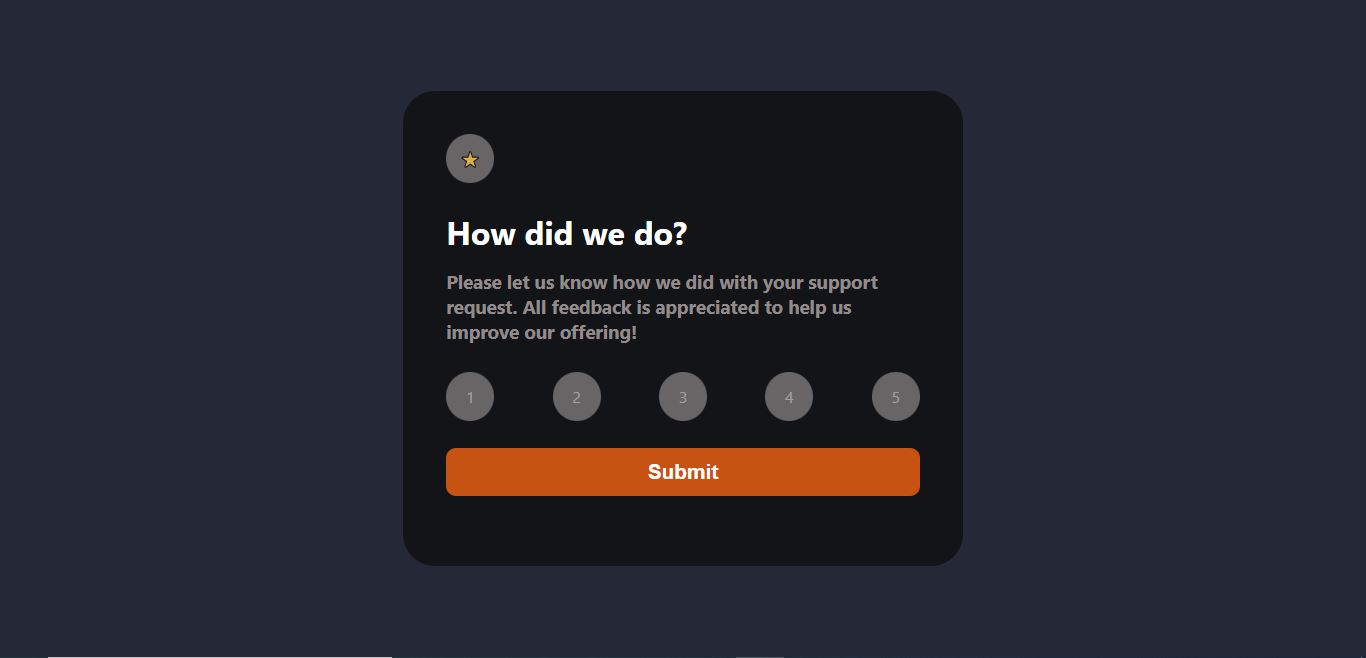 How did we do?
Please let us know how we did with your support
request. All feedback is appreciated to help us
improve our offering!
1 2 3 4 5
Submit